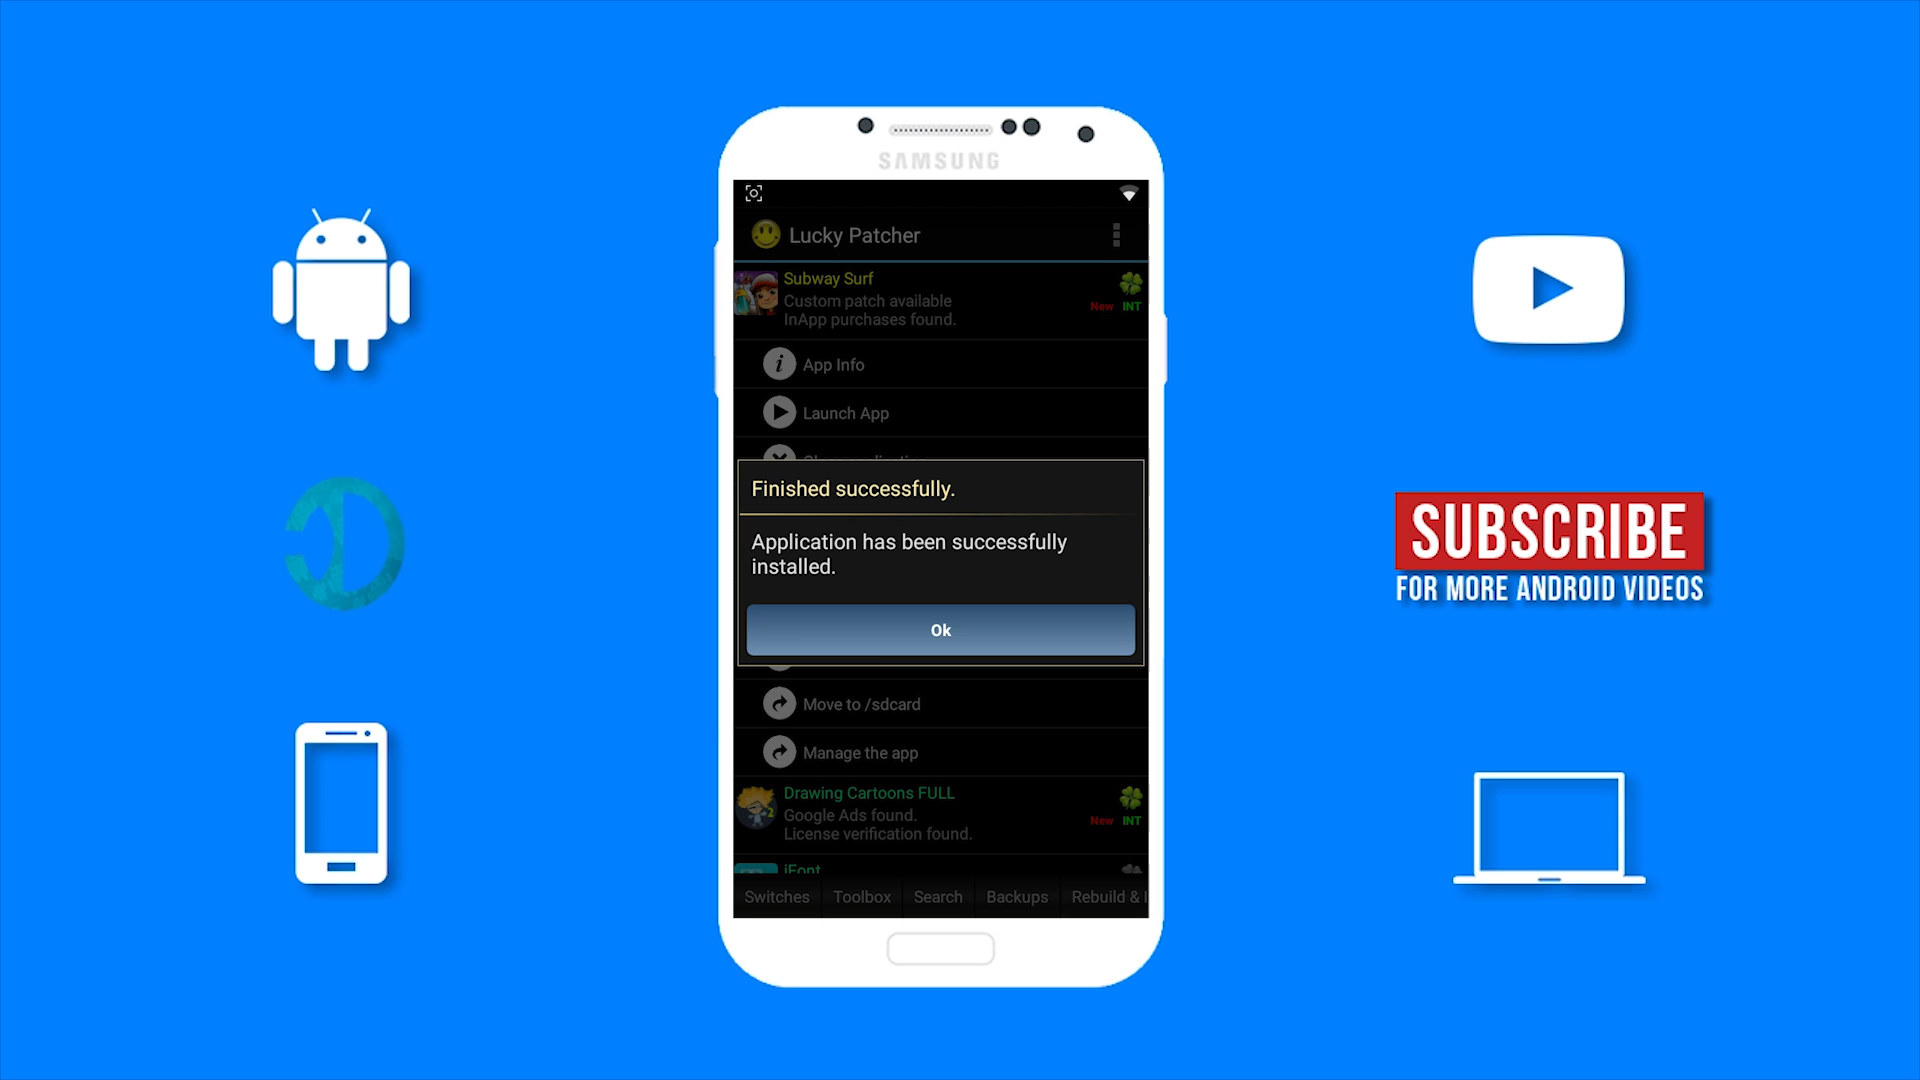 SAMSUNG
Lucky Patcher
Subway Surf
Custom patch available
InApp purchases found.
New INT
App Info
Launch App
Finished successfully.
Application has been successfully
installed.
Ok
Move to /sdcard
Manage the app
Drawing Cartoons FULL
Google Ads found.
License verification found.
New INT
iFont
Switches
Toolbox
Search
Backups
Rebuild &
SUBSCRIBE
FOR MORE ANDROID VIDEOS